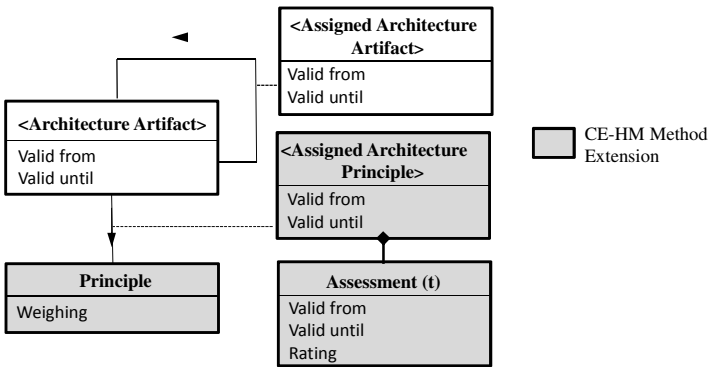 <Assigned Architecture
Artifact>
Valid from
Valid until
<Architecture Artifact>
Valid from
Valid until
<Assigned Architecture
Principle>
Valid from
Valid until
CE-HM Method
Extension
Principle
Weighing
Assessment (t)
Valid from
Valid until
Rating